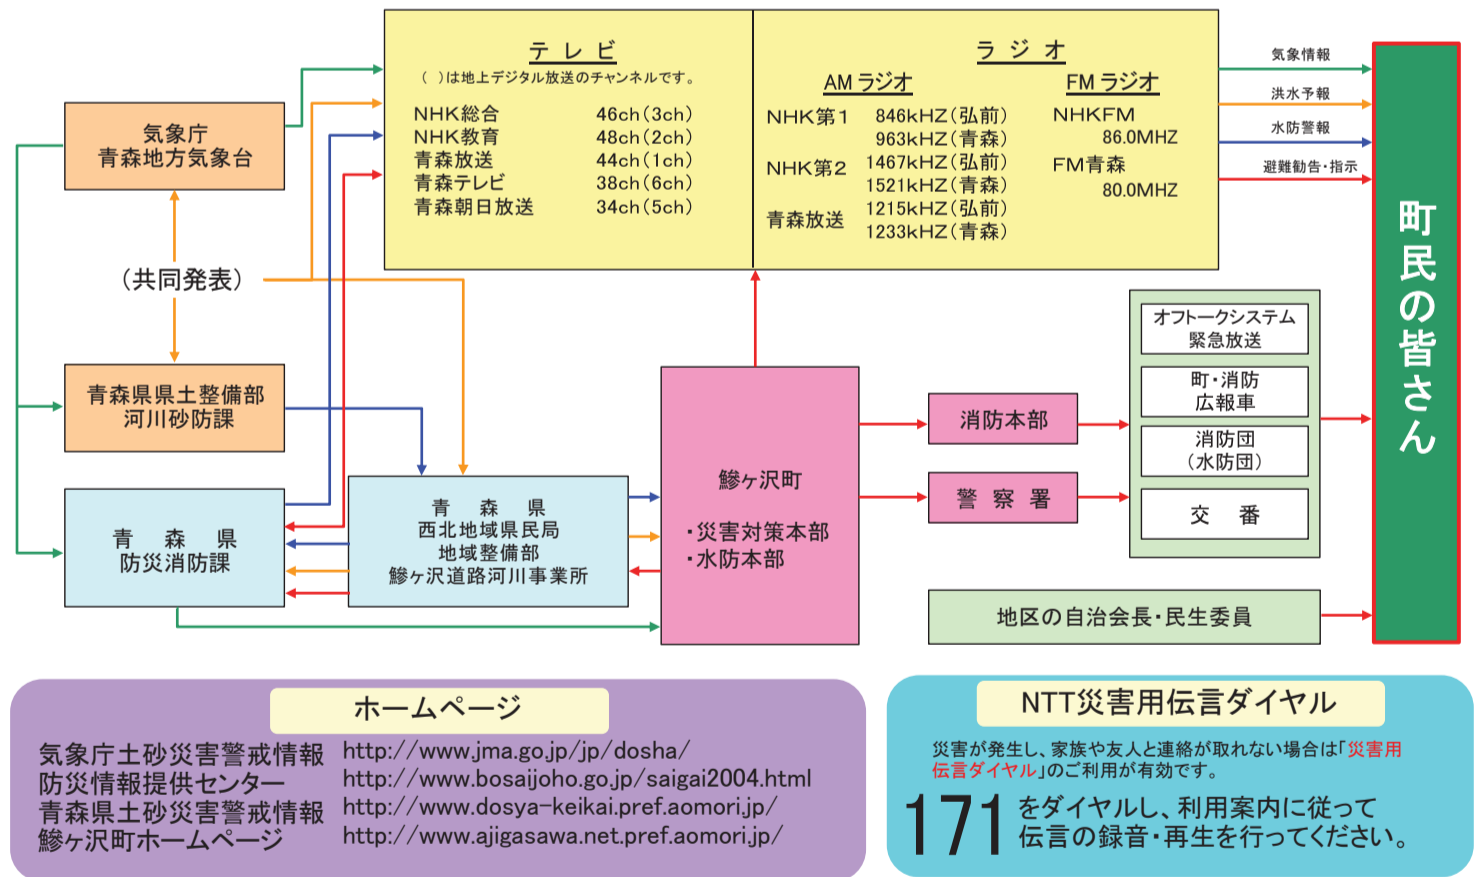 テレビ
（　）は地上デジタル放送のチャンネルです。
NHK総合　46ch（3ch）
NHK教育　48ch（2ch）
青森放送　44ch（1ch）
青森テレビ　38ch（6ch）
青森朝日放送　34ch（5ch）
ラジオ
AMラジオ
NHK第1　846kHZ（弘前）
963kHZ（青森）
NHK第2　1467kHZ（弘前）
1521kHZ（青森）
青森放送　1215kHZ（弘前）
1233kHZ（青森）
FMラジオ
NHKFM
86.0MHZ
FM青森
80.0MHZ
気象情報
洪水予報
水防警報
避難勧告・指示
町民の皆さん
気象庁
青森地方気象台
（共同発表）
青森県県土整備部
河川砂防課
青森県
防災消防課
青森県
西北地域県民局
地域整備部
鰺ヶ沢道路河川事業所
鰺ヶ沢町
・災害対策本部
・水防本部
消防本部
警察署
オフトークシステム
緊急放送
町・消防
広報車
消防団
（水防団）
交番
地区の自治会長・民生委員
ホームページ
気象庁土砂災害警戒情報　http://www.jma.go.jp/jp/dosha/
防災情報提供センター　http://www.bosaijoho.go.jp/saigai2004.html
青森県土砂災害警戒情報　http://www.dosya-keikai.pref.aomori.jp/
鰺ヶ沢町ホームページ　http://www.ajigasawa.net.pref.aomori.jp/
NTT災害用伝言ダイヤル
災害が発生し、家族や友人と連絡が取れない場合は「災害用
伝言ダイヤル」のご利用が有効です。
171をダイヤルし、利用案内に従って
伝言の録音・再生を行ってください。